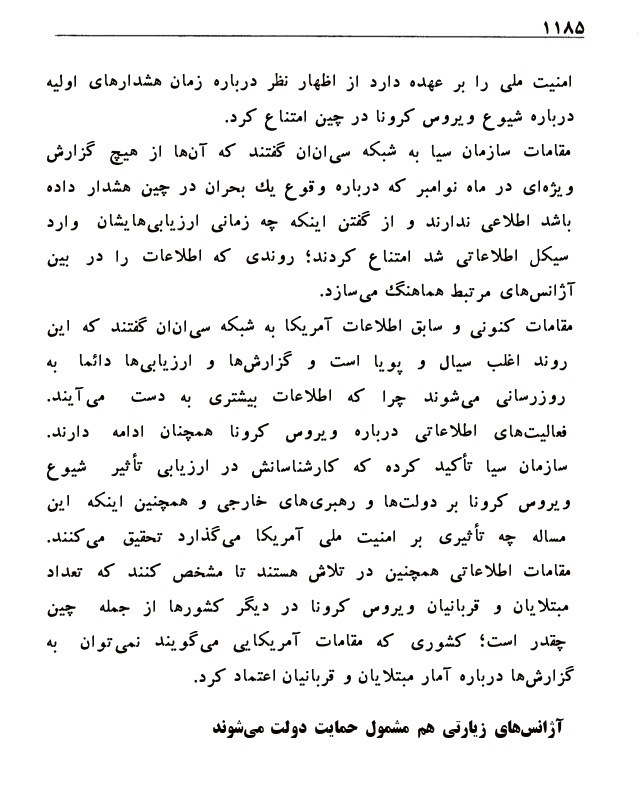 ۱۱۸۵
امنیت ملی را بر عهده دارد از اظهار نظر درباره زمان هشدارهای اولیه
درباره شیوع ویروس کرونا در چین امتناع کرد.
مقامات سازمان سیا به شبکه سی‌ان‌ان گفتند که آن‌ها از هیچ گزارش
ویژه‌ای در ماه نوامبر که درباره وقوع یك بحران در چین هشدار داده
باشد اطلاعی ندارند و از گفتن اینکه چه زمانی ارزیابی‌هایشان وارد
سیکل اطلاعاتی شد امتناع کردند؛ روندی که اطلاعات را در بین
آژانس‌های مرتبط هماهنگ می‌سازد.
مقامات کنونی و سابق اطلاعات آمریکا به شبکه سی‌ان‌ان گفتند که این
روند اغلب سیال و پویا است و گزارش‌ها و ارزیابی‌ها دائما به
روزرسانی می‌شوند چرا که اطلاعات بیشتری به دست می‌آیند.
فعالیت‌های اطلاعاتی درباره ویروس کرونا همچنان ادامه دارند.
سازمان سیا تأکید کرده که کارشناسانش در ارزیابی تأثیر شیوع
ویروس کرونا بر دولت‌ها و رهبری‌های خارجی و همچنین اینکه این
مساله چه تأثیری بر امنیت ملی آمریکا می‌گذارد تحقیق می‌کنند.
مقامات اطلاعاتی همچنین در تلاش هستند تا مشخص کنند که تعداد
مبتلایان و قربانیان ویروس کرونا در دیگر کشورها از جمله چین
چقدر است؛ کشوری که مقامات آمریکایی می‌گویند نمی‌توان به
گزارش‌ها درباره آمار مبتلایان و قربانیان اعتماد کرد.
آژانس‌های زیارتی هم مشمول حمایت دولت می‌شوند